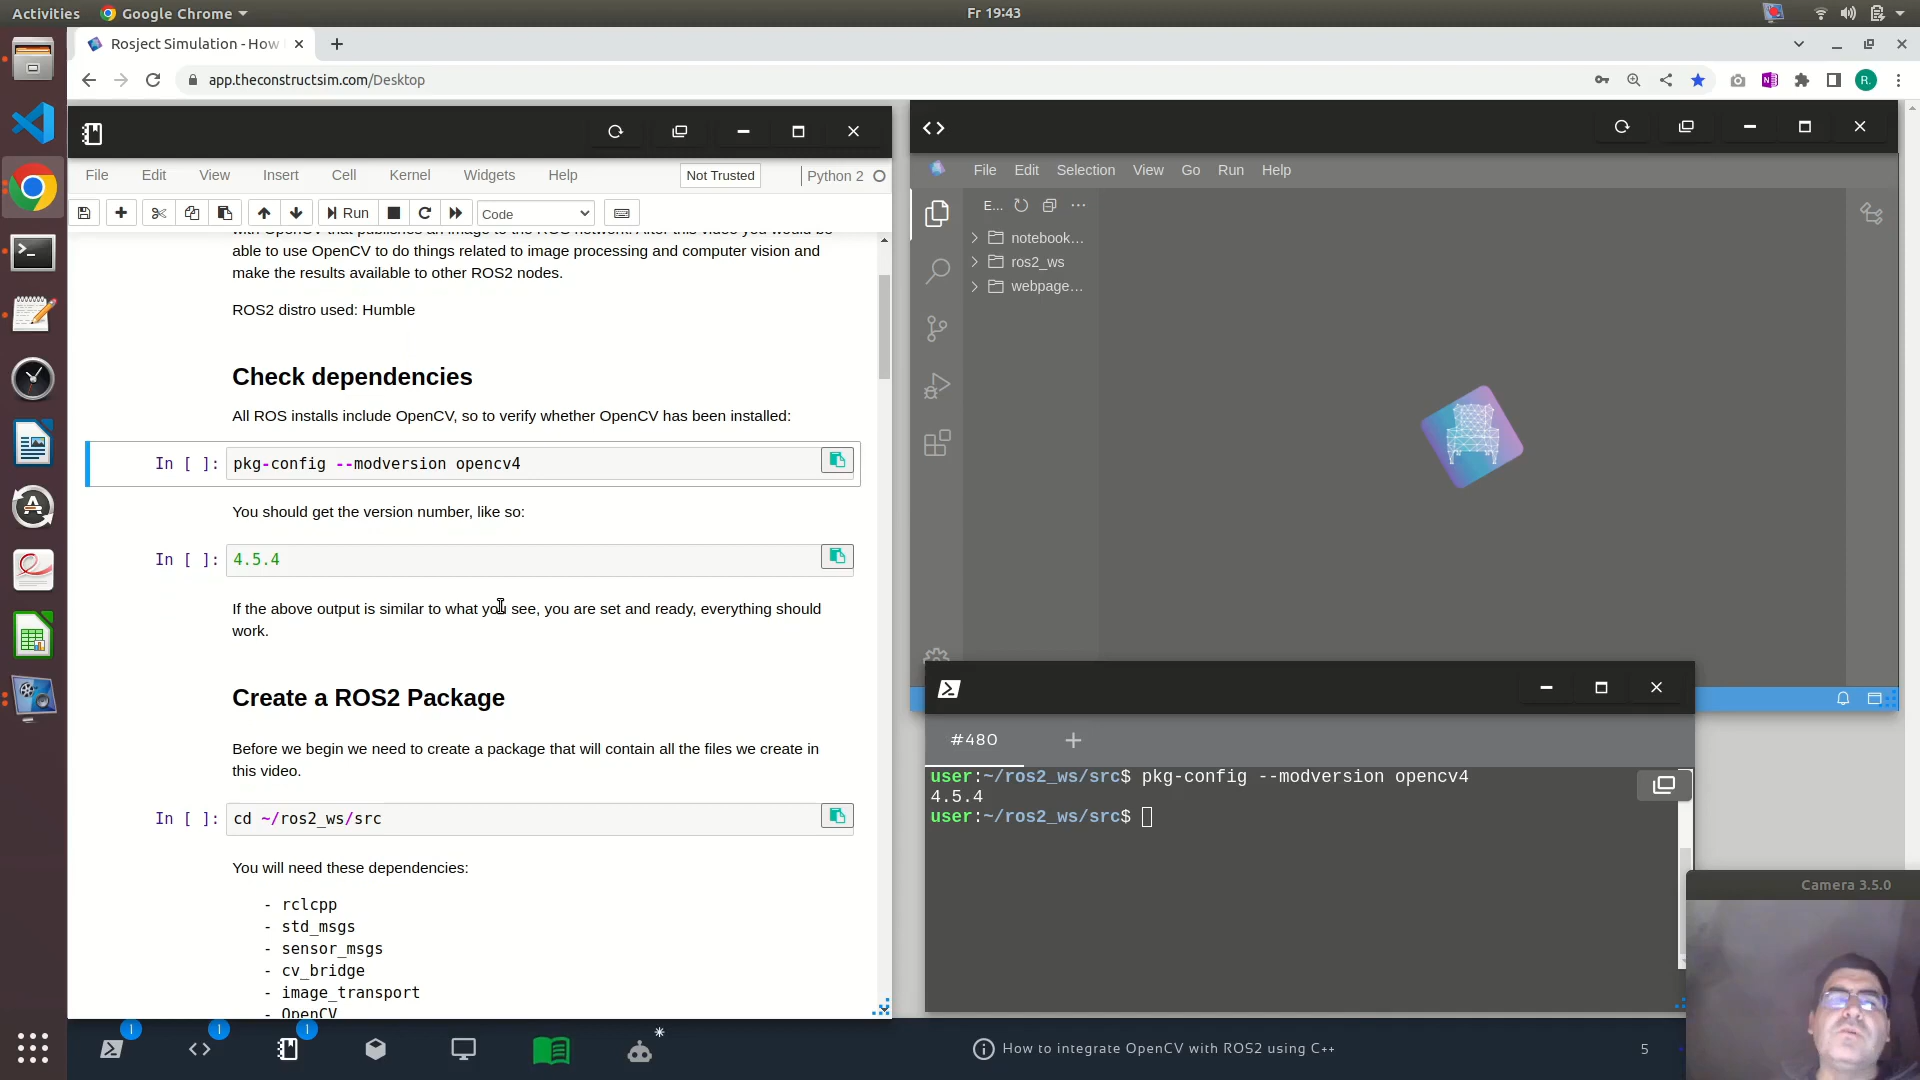 Activities
Google Chrome
Fr 19:43
Rosject Simulation - How
app.theconstructsim.com/Desktop
R.
File Edit View Insert Cell Kernel Widgets Help
Not Trusted
Python 2
Run
Code
able to use OpenCV to do things related to image processing and computer vision and
make the results available to other ROS2 nodes.
ROS2 distro used: Humble
Check dependencies
All ROS installs include OpenCV, so to verify whether OpenCV has been installed:
In [ ]: pkg-config --modversion opencv4
You should get the version number, like so:
In [ ]: 4.5.4
If the above output is similar to what you see, you are set and ready, everything should
work.
Create a ROS2 Package
Before we begin we need to create a package that will contain all the files we create in
this video.
In [ ]: cd ~/ros2_ws/src
You will need these dependencies:
- rclcpp
- std_msgs
- sensor_msgs
- cv_bridge
- image_transport
- OpenCV
File Edit Selection View Go Run Help
E...
notebook...
ros2_ws
webpage...
#480
user:~/ros2_ws/src$ pkg-config --modversion opencv4
4.5.4
user:~/ros2_ws/src$
Camera 3.5.0
1
1
1
How to integrate OpenCV with ROS2 using C++
5